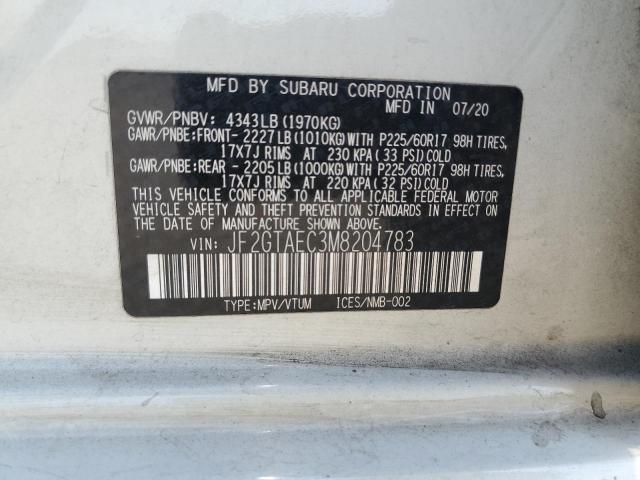 MFD BY SUBARU CORPORATION
MFD IN 07/20
GVWR/PNBV: 4343LB(1970KG)
GAWR/PNBE:FRONT- 2227LB(1010KG)WITH P225/60R17 98H TIRES,
17X7J RIMS AT 230 KPA(33 PSI)COLD
GAWR/PNBE:REAR - 2205LB(1000KG)WITH P225/60R17 98H TIRES,
17X7J RIMS AT 220 KPA(32 PSI)COLD
THIS VEHICLE CONFORMS TO ALL APPLICABLE FEDERAL MOTOR
VEHICLE SAFETY AND THEFT PREVENTION STANDARDS IN EFFECT ON
THE DATE OF MANUFACTURE SHOWN ABOVE.
VIN: JF2GTAEC3M8204783
TYPE:MPV/VTUM ICES/NMB-002